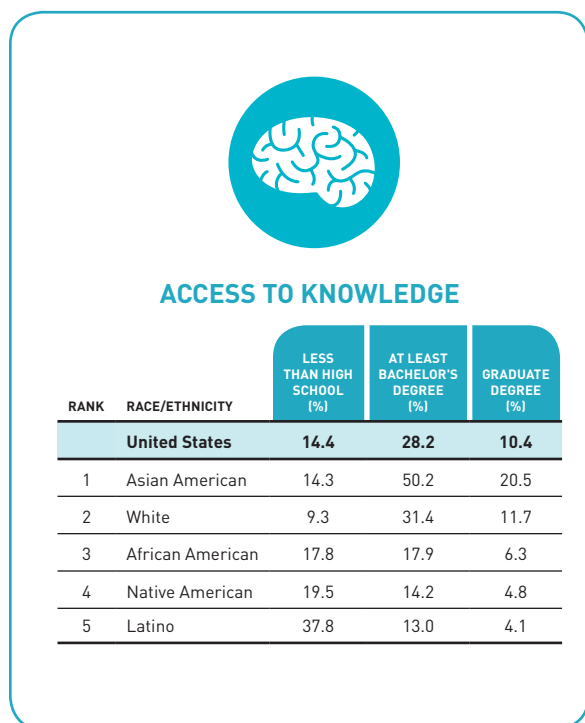 ACCESS TO KNOWLEDGE
RANK RACE/ETHNICITY LESS THAN HIGH SCHOOL (%) AT LEAST BACHELOR'S DEGREE (%) GRADUATE DEGREE (%)
United States 14.4 28.2 10.4
1 Asian American 14.3 50.2 20.5
2 White 9.3 31.4 11.7
3 African American 17.8 17.9 6.3
4 Native American 19.5 14.2 4.8
5 Latino 37.8 13.0 4.1